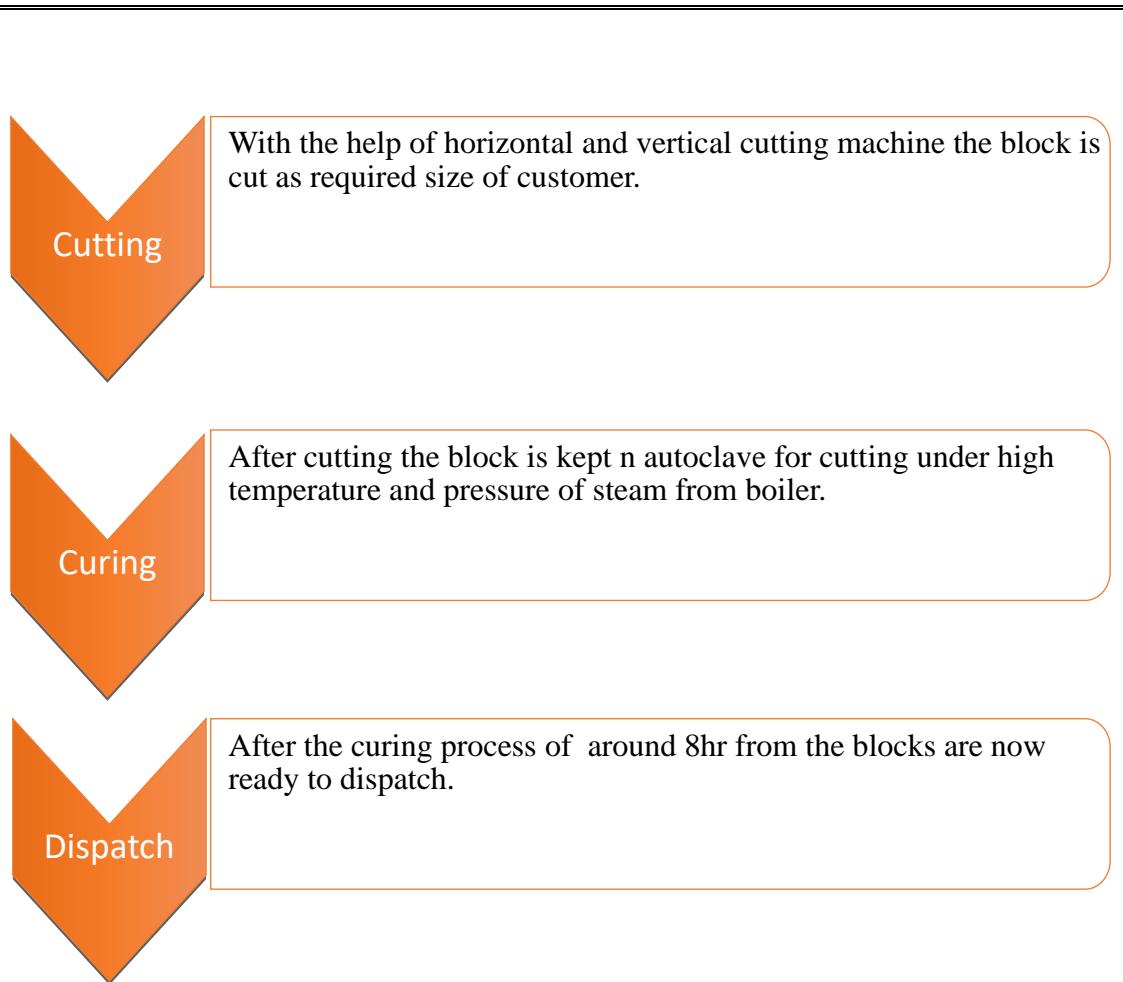 With the help of horizontal and vertical cutting machine the block is
cut as required size of customer.
Cutting
After cutting the block is kept n autoclave for cutting under high
temperature and pressure of steam from boiler.
Curing
After the curing process of  around 8hr from the blocks are now
ready to dispatch.
Dispatch